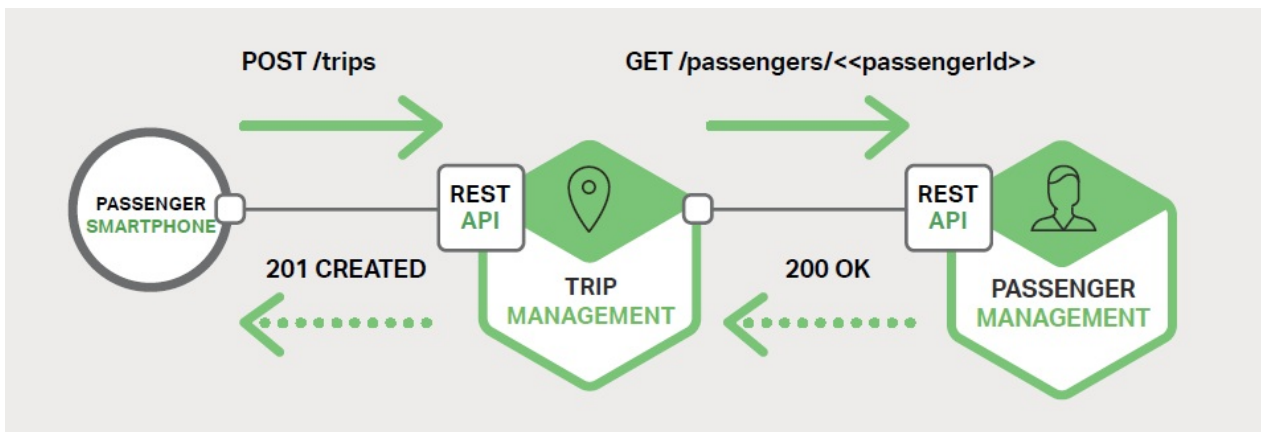 POST /trips
GET /passengers/<<passengerId>>
PASSENGER
SMARTPHONE
REST
API
REST
API
201 CREATED
200 OK
TRIP
MANAGEMENT
PASSENGER
MANAGEMENT